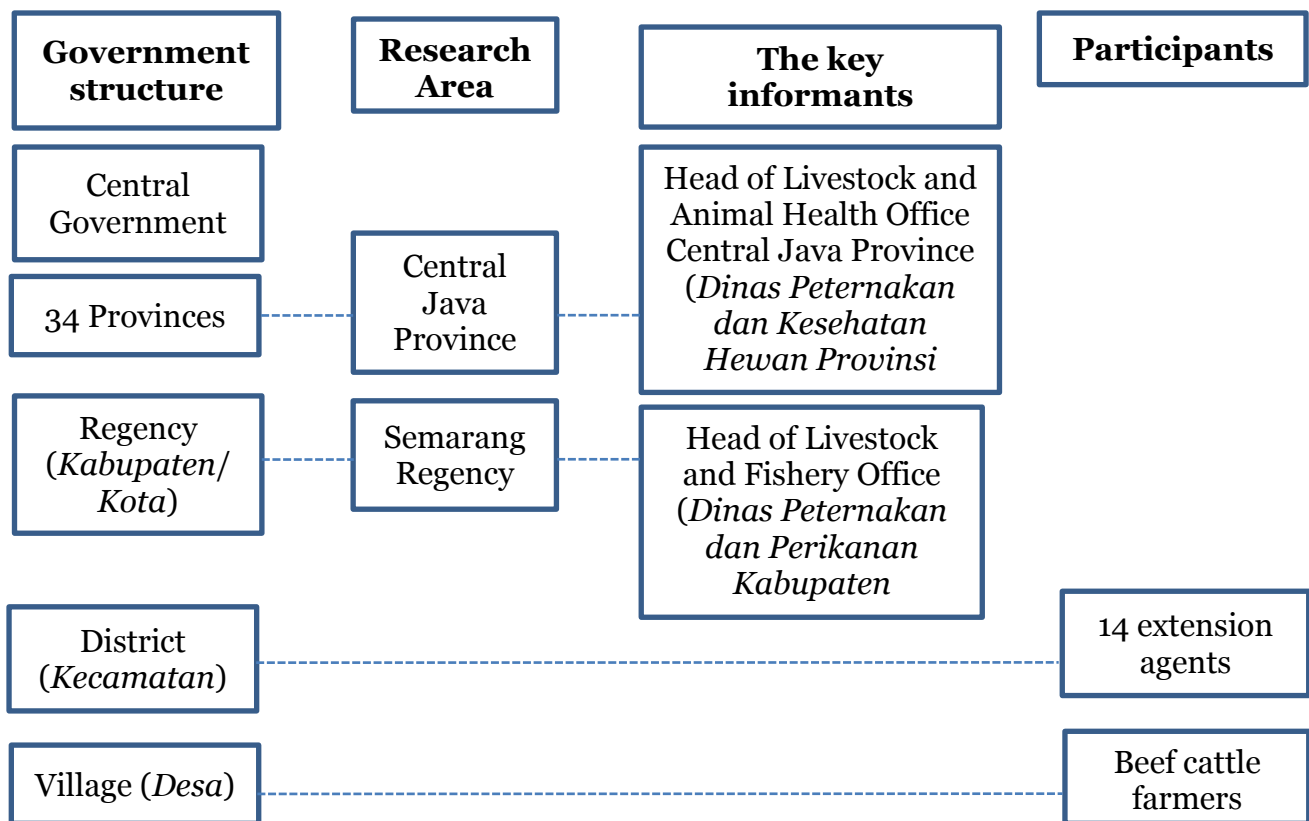 Government
structure
Research
Area
The key
informants
Participants
Central
Government
34 Provinces
Central
Java
Province
Head of Livestock and
Animal Health Office
Central Java Province
(Dinas Peternakan
dan Kesehatan
Hewan Provinsi
Regency
(Kabupaten/
Kota)
Semarang
Regency
Head of Livestock
and Fishery Office
(Dinas Peternakan
dan Perikanan
Kabupaten
District
(Kecamatan)
14 extension
agents
Village (Desa)
Beef cattle
farmers